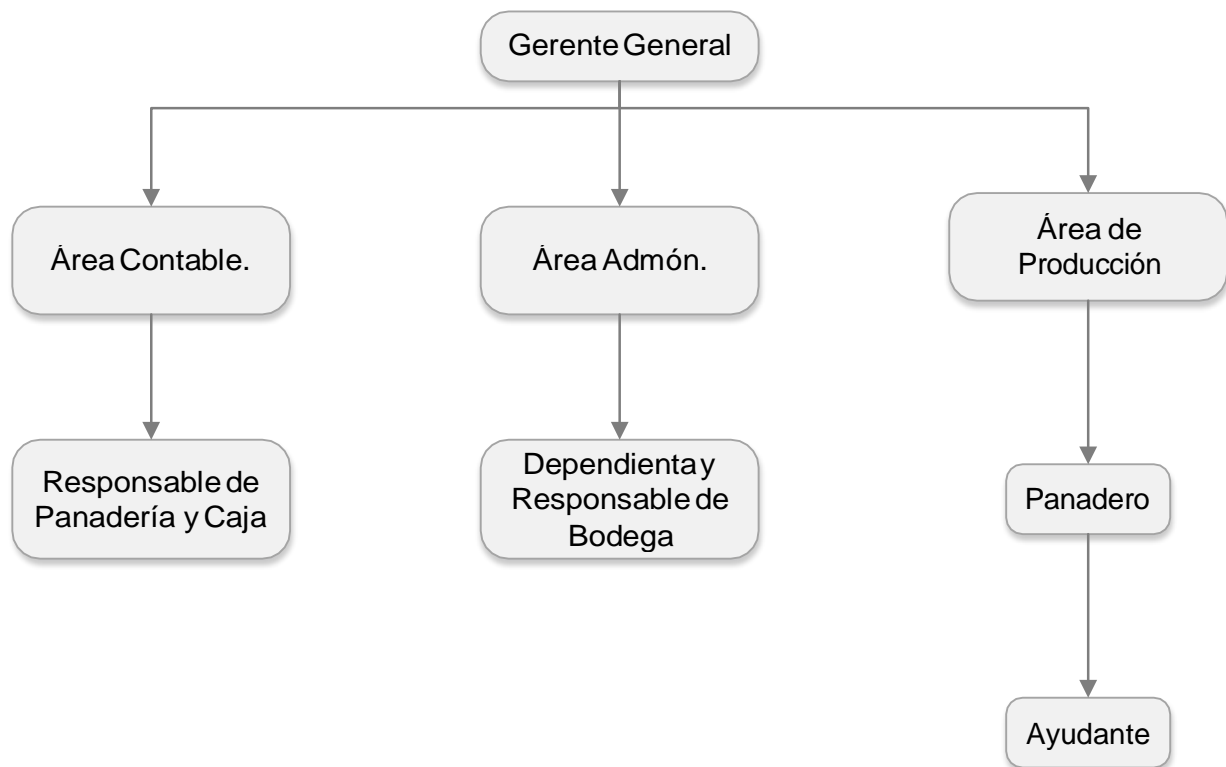 Gerente General
Área Contable.
Área Admón.
Área de
Producción
Responsable de
Panadería y Caja
Dependienta y
Responsable de
Bodega
Panadero
Ayudante